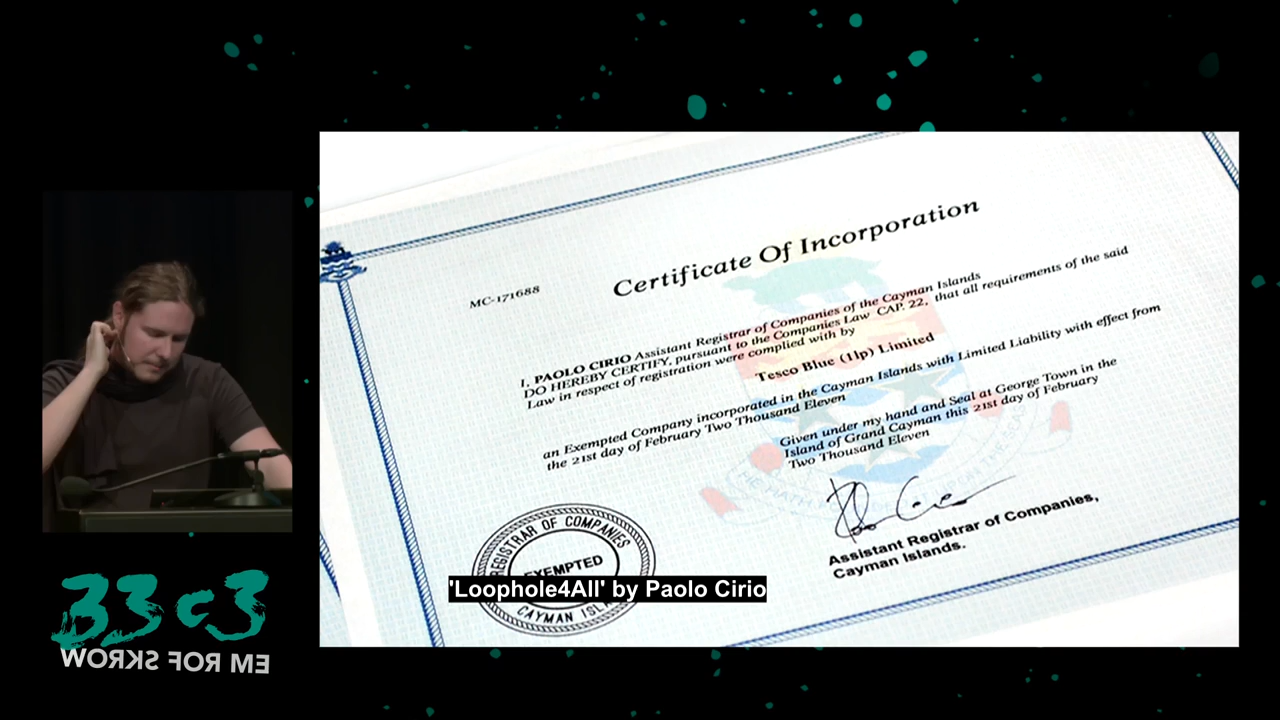 Certificate Of Incorporation
MC-171688
I, PAOLO CIRIO Assistant Registrar of Companies of the Cayman Islands
DO HEREBY CERTIFY, pursuant to the Companies Law CAP. 22, that all requirements of the said
Law in respect of registration were complied with by
Tesco Blue (1lp) Limited
an Exempted Company incorporated in the Cayman Islands with Limited Liability with effect from
the 21st day of February Two Thousand Eleven
Given under my hand and Seal at George Town in the
Island of Grand Cayman this 21st day of February
Two Thousand Eleven
Assistant Registrar of Companies,
Cayman Islands.
REGISTRAR OF COMPANIES
EXEMPTED
'Loophole4All' by Paolo Cirio
33C3
WORKS FOR ME